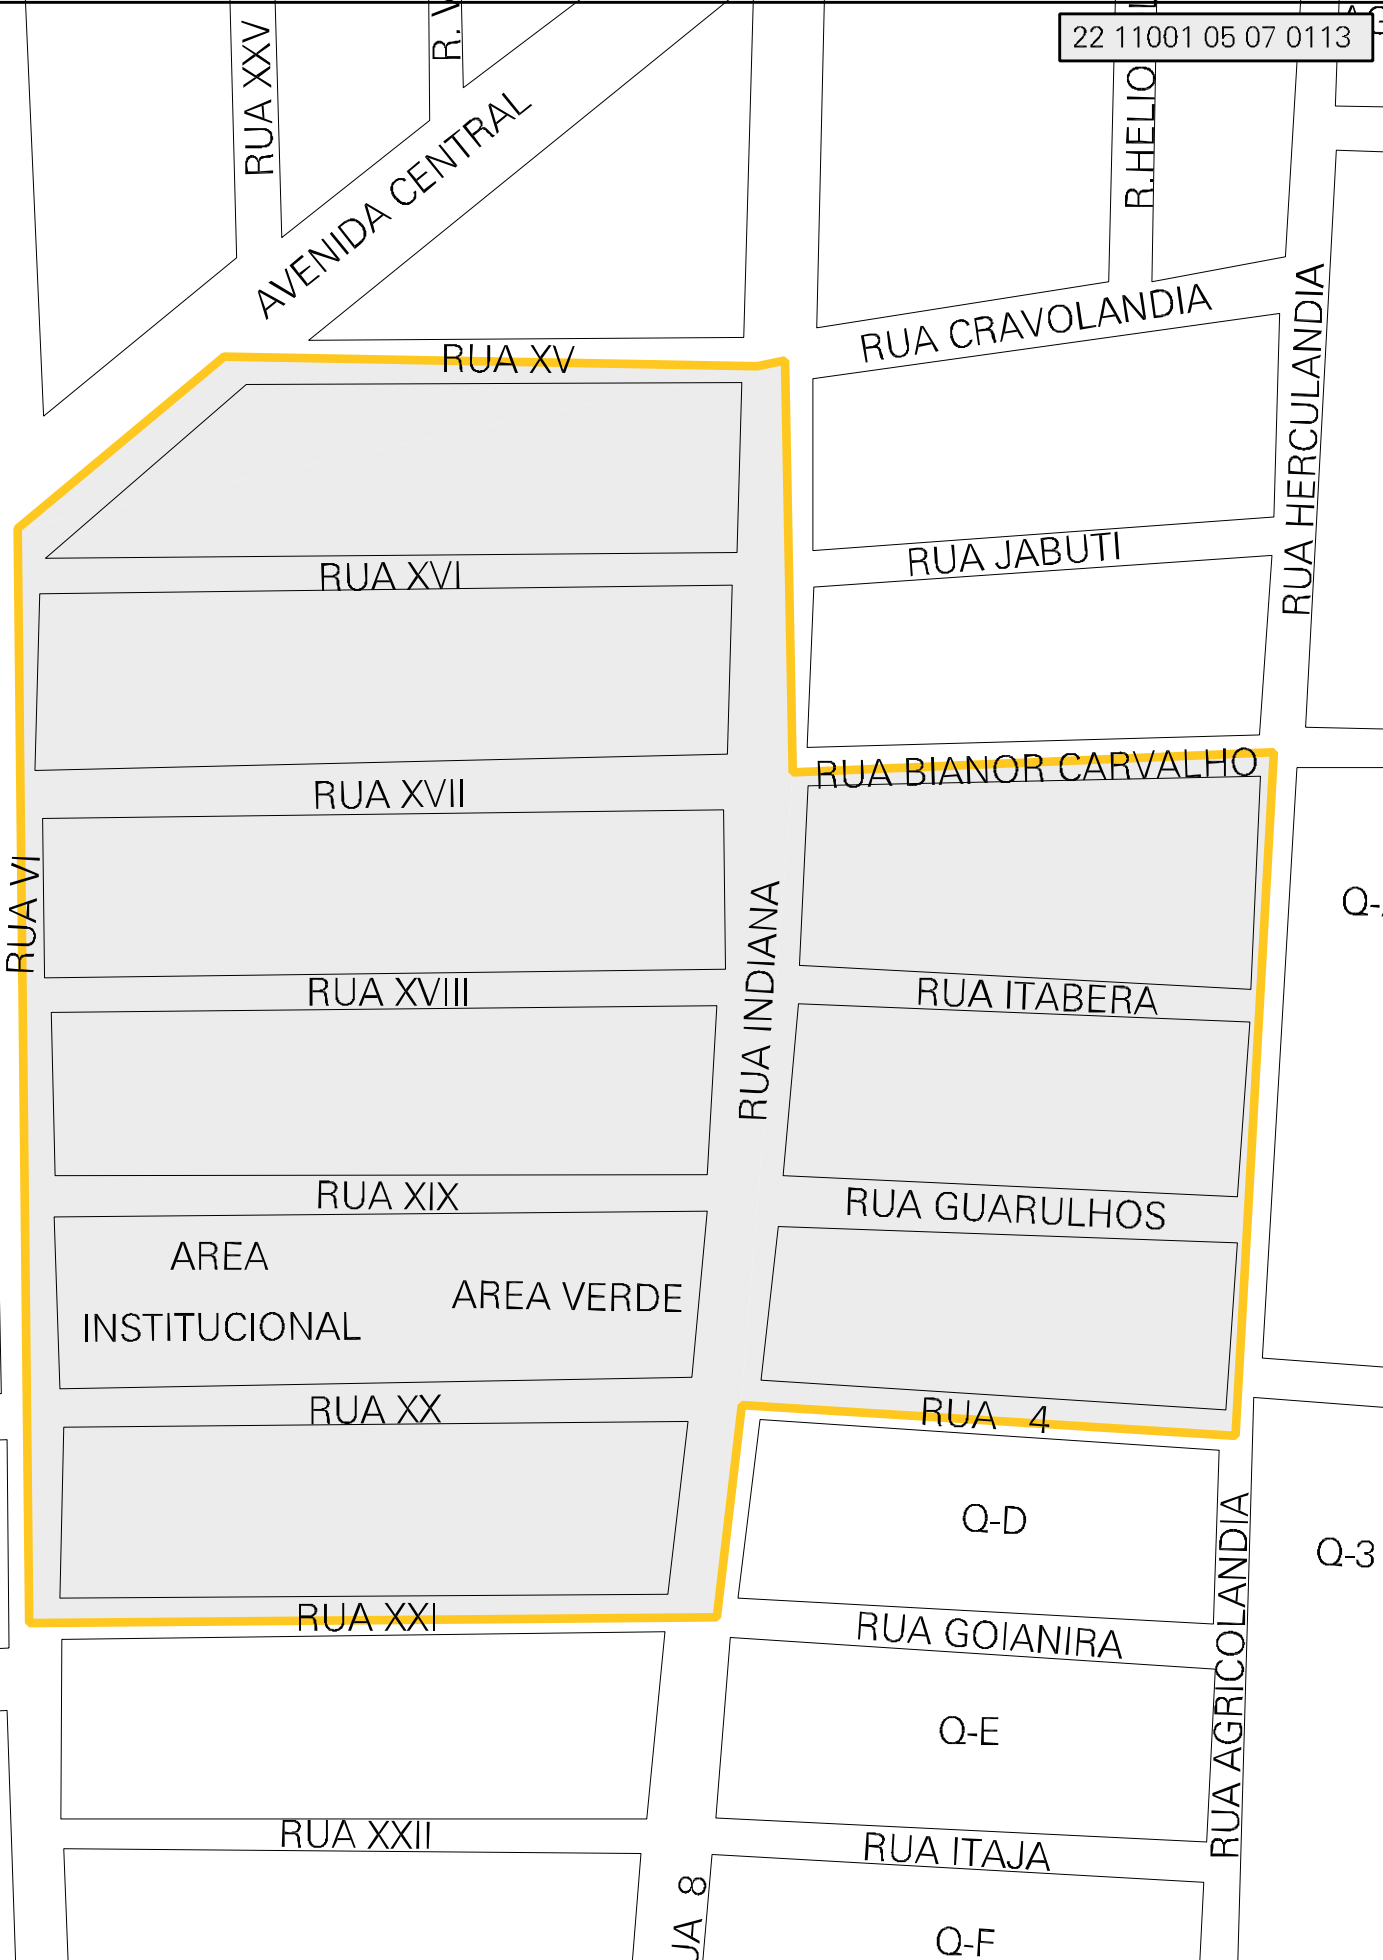 22 11001 05 07 0113
RUA XXV
AVENIDA CENTRAL
RUA CRAVOLANDIA
RUA HERCULANDIA
RUA XV
RUA JABUTI
RUA XVI
RUA BIANOR CARVALHO
RUA XVII
RUA VI
Q-
RUA INDIANA
RUA XVIII
RUA ITABERA
RUA XIX
RUA GUARULHOS
AREA
INSTITUCIONAL
AREA VERDE
RUA XX
RUA 4
Q-D
Q-3
RUA AGRICOLANDIA
RUA XXI
RUA GOIANIRA
Q-E
RUA XXII
RUA ITAJA
UA 8
Q-F
R.HELIO
R.